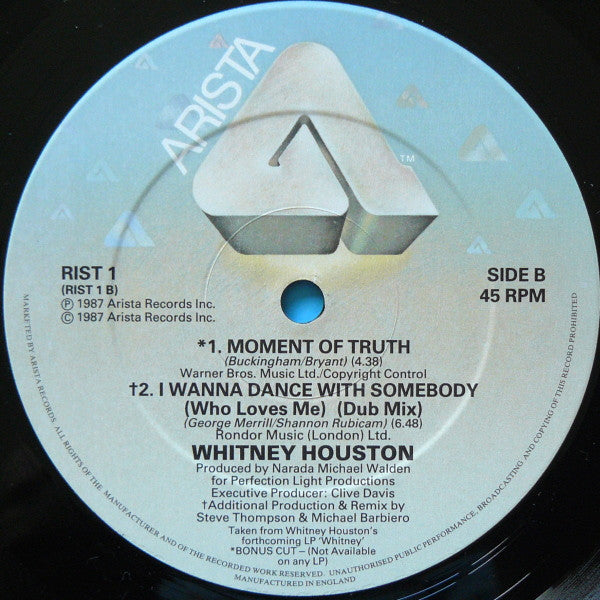 ARISTA
TM
RIST 1
(RIST 1 B)
Ⓟ 1987 Arista Records Inc.
© 1987 Arista Records Inc.
SIDE B
45 RPM
*1. MOMENT OF TRUTH
(Buckingham/Bryant) (4.38)
Warner Bros. Music Ltd./Copyright Control
†2. I WANNA DANCE WITH SOMEBODY
(Who Loves Me) (Dub Mix)
(George Merrill/Shannon Rubicam) (6.48)
Rondor Music (London) Ltd.
WHITNEY HOUSTON
Produced by Narada Michael Walden
for Perfection Light Productions
Executive Producer: Clive Davis
†Additional Production & Remix by
Steve Thompson & Michael Barbiero
Taken from Whitney Houston's
forthcoming LP 'Whitney'
*BONUS CUT – (Not Available
on any LP)
MARKETED BY ARISTA RECORDS. ALL RIGHTS OF THE MANUFACTURER AND OF THE RECORDED WORK RESERVED. UNAUTHORISED PUBLIC PERFORMANCE, BROADCASTING AND COPYING OF THIS RECORD PROHIBITED
MANUFACTURED IN ENGLAND